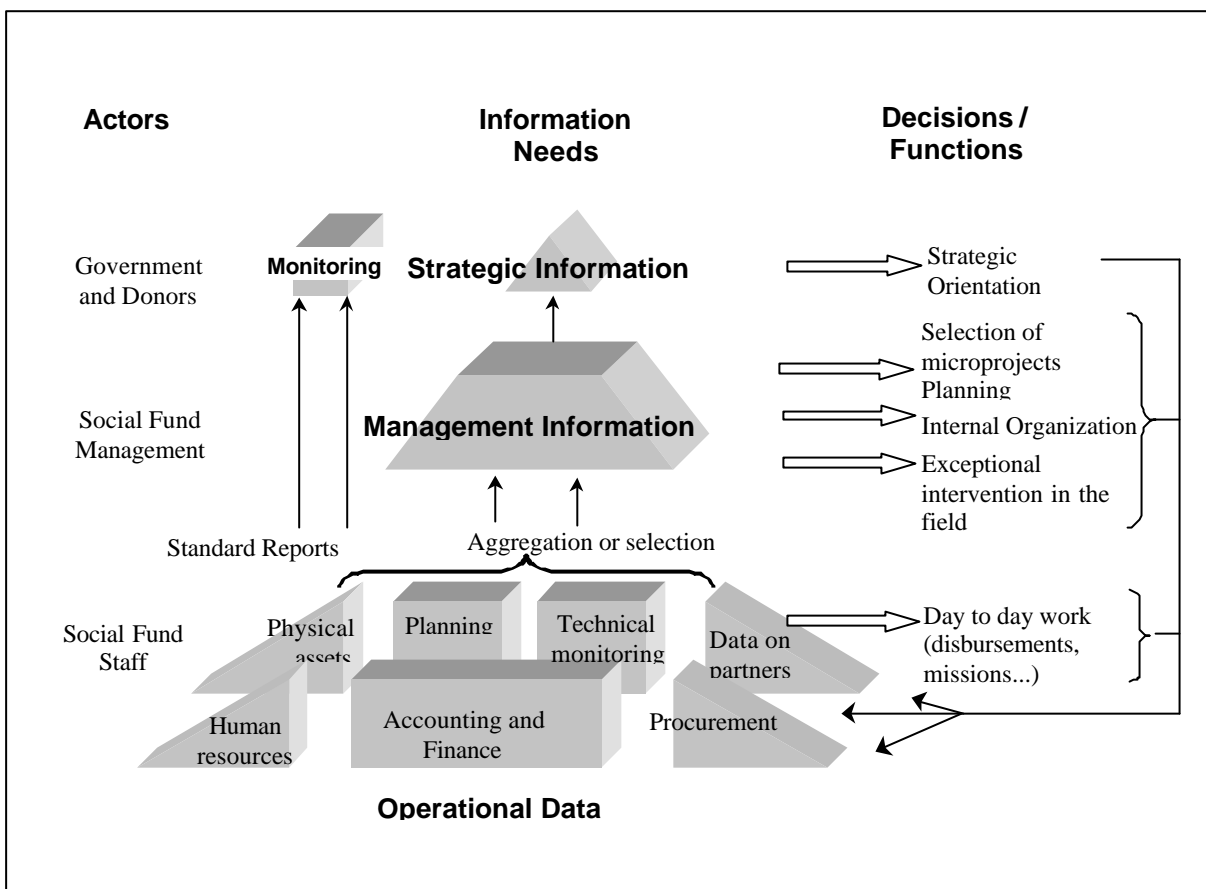 Actors
Information
Needs
Decisions /
Functions
Government
and Donors
Monitoring
Strategic Information
Strategic
Orientation
Selection of
microprojects
Planning
Social Fund
Management
Management Information
Internal Organization
Exceptional
intervention in the
field
Standard Reports
Aggregation or selection
Social Fund
Staff
Physical
assets
Planning
Technical
monitoring
Data on
partners
Day to day work
(disbursements,
missions...)
Human
resources
Accounting and
Finance
Procurement
Operational Data